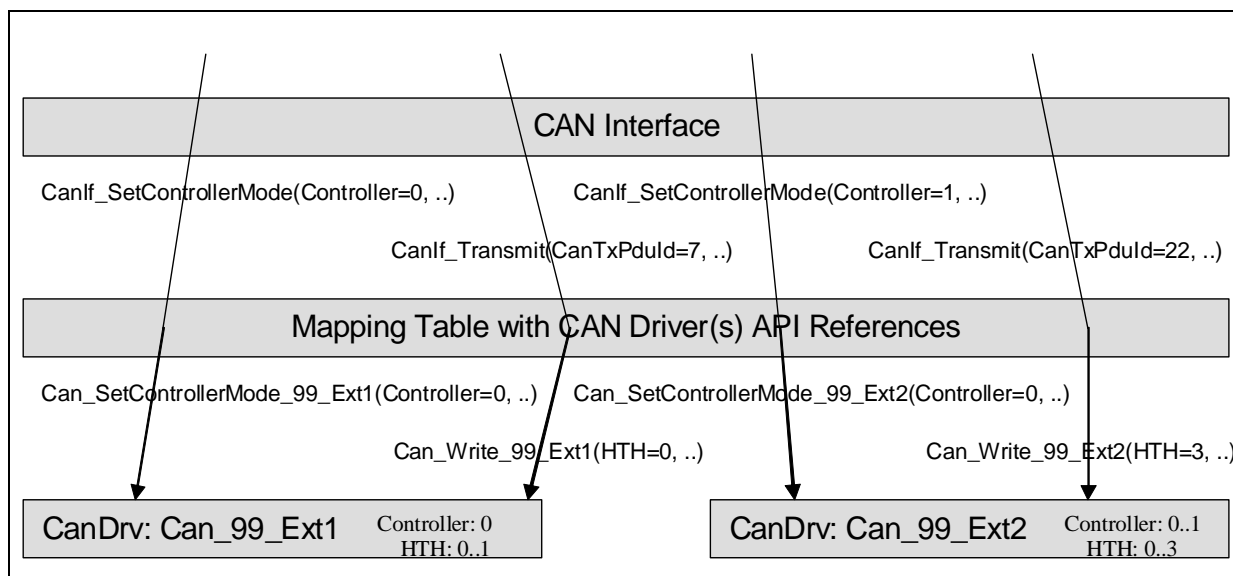 CAN Interface
CanIf_SetControllerMode(Controller=0, ..)
CanIf_SetControllerMode(Controller=1, ..)
CanIf_Transmit(CanTxPduId=7, ..)
CanIf_Transmit(CanTxPduId=22, ..)
Mapping Table with CAN Driver(s) API References
Can_SetControllerMode_99_Ext1(Controller=0, ..)
Can_SetControllerMode_99_Ext2(Controller=0, ..)
Can_Write_99_Ext1(HTH=0, ..)
Can_Write_99_Ext2(HTH=3, ..)
CanDrv: Can_99_Ext1
Controller: 0
HTH: 0..1
CanDrv: Can_99_Ext2
Controller: 0..1
HTH: 0..3